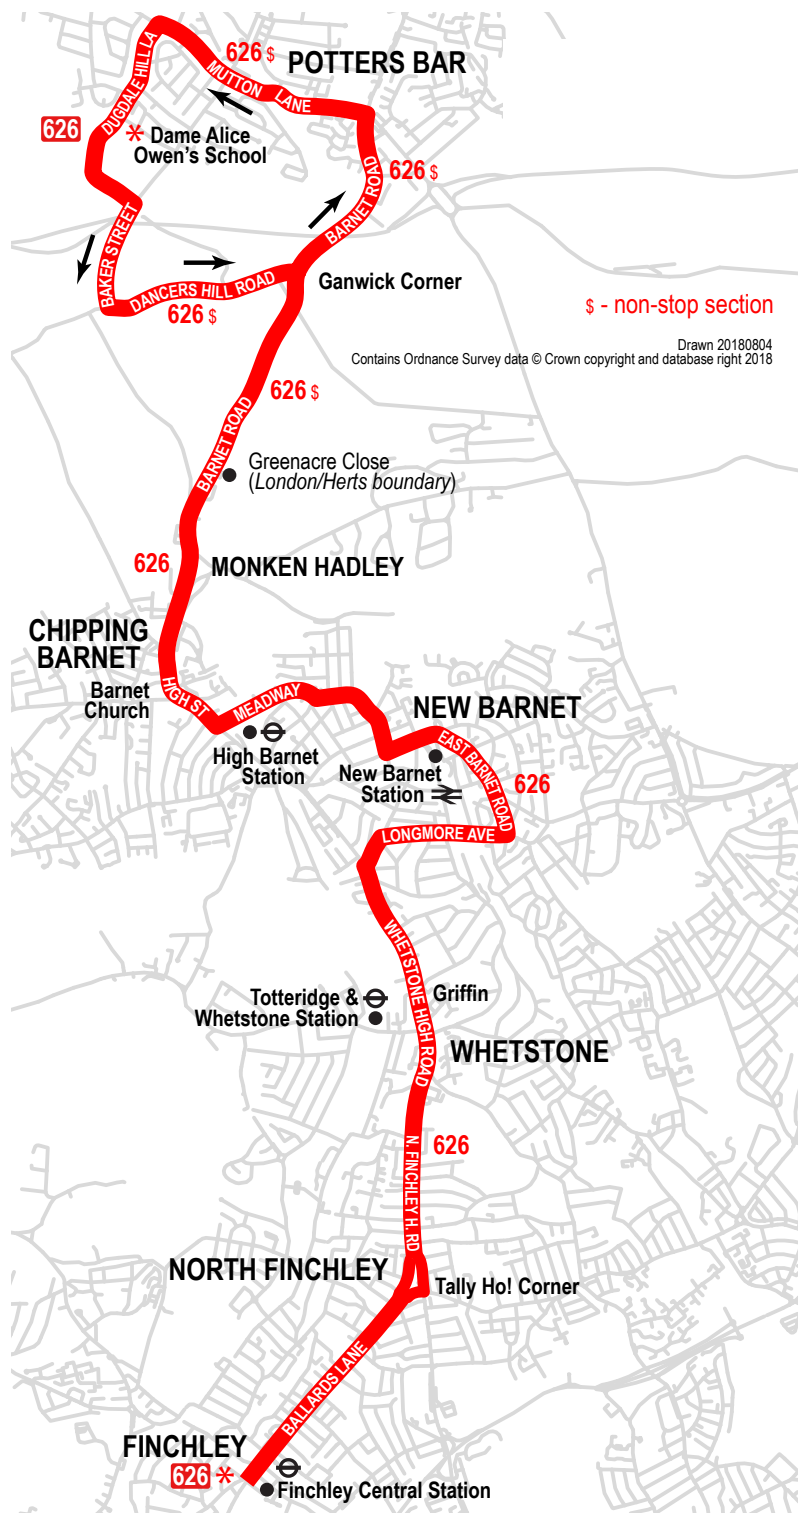 626 $
POTTERS BAR
DUGDALE HILL LA
MUTTON LANE
626
* Dame Alice
Owen's School
626 $
BARNET ROAD
BAKER STREET
DANCERS HILL ROAD
626 $
Ganwick Corner
$ - non-stop section
Drawn 20180804
Contains Ordnance Survey data © Crown copyright and database right 2018
626 $
BARNET ROAD
Greenacre Close
(London/Herts boundary)
626
MONKEN HADLEY
CHIPPING
BARNET
Barnet
Church
HIGH ST
MEADWAY
NEW BARNET
High Barnet
Station
New Barnet
Station
EAST BARNET ROAD
626
LONGMORE AVE
WHETSTONE HIGH ROAD
Griffin
Totteridge &
Whetstone Station
WHETSTONE
626
N. FINCHLEY H. RD
NORTH FINCHLEY
Tally Ho! Corner
BALLARDS LANE
FINCHLEY
626 *
Finchley Central Station